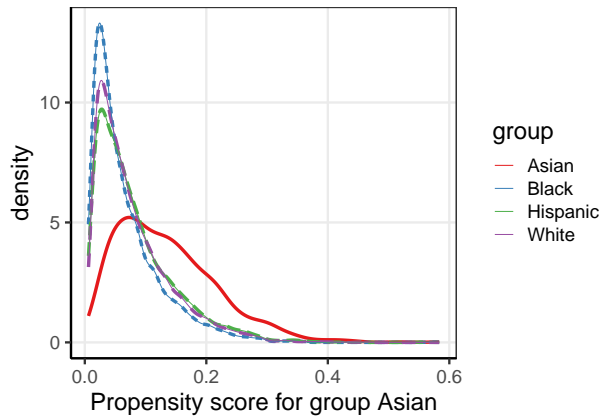 density
10
5
0
0.0
0.2
0.4
0.6
Propensity score for group Asian
group
Asian
Black
Hispanic
White